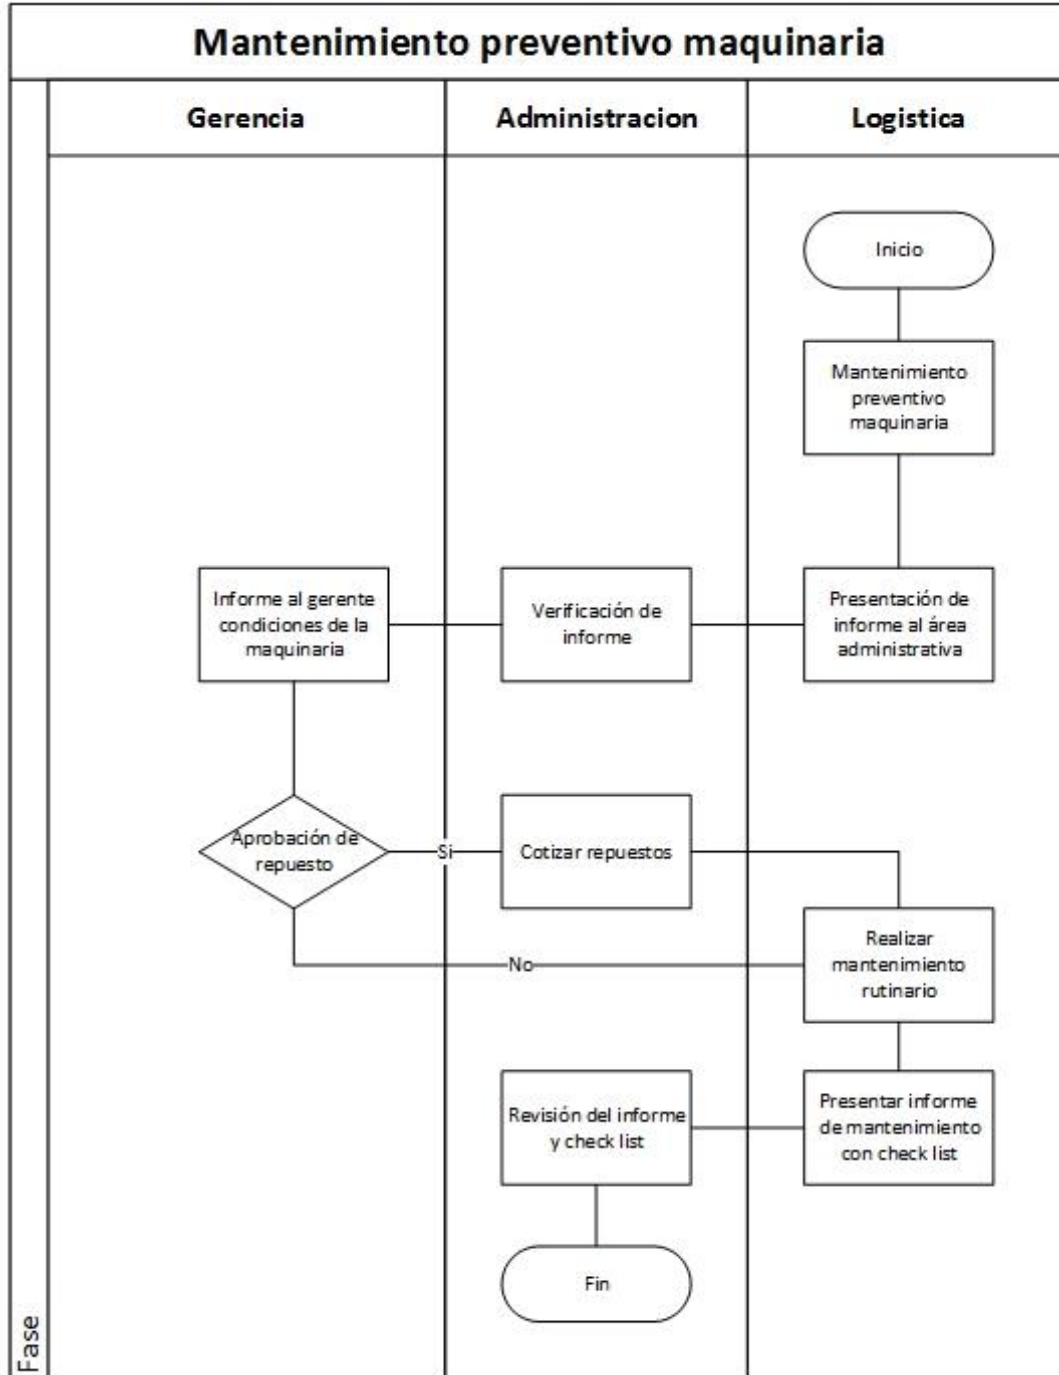 Mantenimiento preventivo maquinaria
Gerencia
Administracion
Logistica
Inicio
Mantenimiento
preventivo
maquinaria
Informe al gerente
condiciones de la
maquinaria
Verificación de
informe
Presentación de
informe al área
administrativa
Aprobación de
repuesto
Si
Cotizar repuestos
No
Realizar
mantenimiento
rutinario
Revisión del informe
y check list
Presentar informe
de mantenimiento
con check list
Fin
Fase